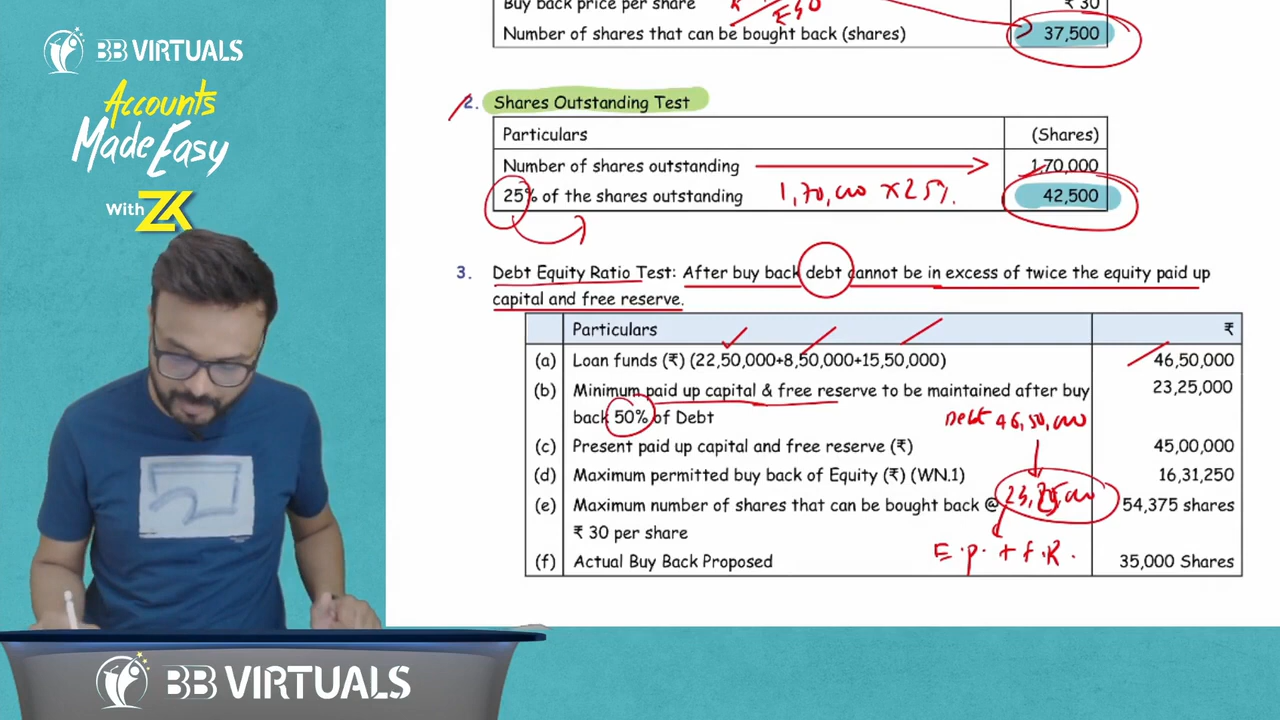 BB VIRTUALS
Accounts
Made Easy
With ZK
Buy back price per share ₹ 30
₹30
Number of shares that can be bought back (shares) 37,500
2. Shares Outstanding Test
Particulars (Shares)
Number of shares outstanding 1,70,000
25% of the shares outstanding 1,70,000 x 25%. 42,500
3. Debt Equity Ratio Test: After buy back debt cannot be in excess of twice the equity paid up
capital and free reserve.
Particulars ₹
(a) Loan funds (₹) (22,50,000+8,50,000+15,50,000) 46,50,000
(b) Minimum paid up capital & free reserve to be maintained after buy 23,25,000
back 50% of Debt
Debt 46,50,000
(c) Present paid up capital and free reserve (₹) 45,00,000
(d) Maximum permitted buy back of Equity (₹) (WN.1) 16,31,250
23,25,000
(e) Maximum number of shares that can be bought back @ 54,375 shares
₹ 30 per share
E.p. + f.R.
(f) Actual Buy Back Proposed 35,000 Shares
BB VIRTUALS